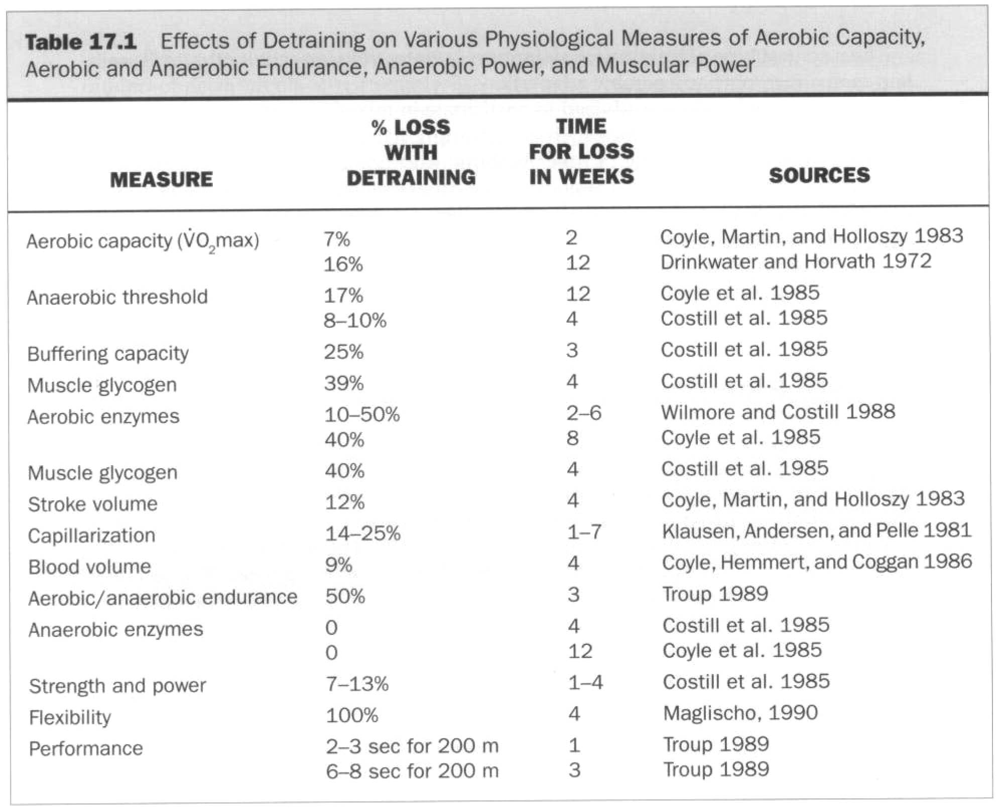 Table 17.1 Effects of Detraining on Various Physiological Measures of Aerobic Capacity,
Aerobic and Anaerobic Endurance, Anaerobic Power, and Muscular Power
MEASURE % LOSS WITH DETRAINING TIME FOR LOSS IN WEEKS SOURCES
Aerobic capacity (V̇O₂max) 7% 2 Coyle, Martin, and Holloszy 1983
16% 12 Drinkwater and Horvath 1972
Anaerobic threshold 17% 12 Coyle et al. 1985
8–10% 4 Costill et al. 1985
Buffering capacity 25% 3 Costill et al. 1985
Muscle glycogen 39% 4 Costill et al. 1985
Aerobic enzymes 10–50% 2–6 Wilmore and Costill 1988
40% 8 Coyle et al. 1985
Muscle glycogen 40% 4 Costill et al. 1985
Stroke volume 12% 4 Coyle, Martin, and Holloszy 1983
Capillarization 14–25% 1–7 Klausen, Andersen, and Pelle 1981
Blood volume 9% 4 Coyle, Hemmert, and Coggan 1986
Aerobic/anaerobic endurance 50% 3 Troup 1989
Anaerobic enzymes 0 4 Costill et al. 1985
0 12 Coyle et al. 1985
Strength and power 7–13% 1–4 Costill et al. 1985
Flexibility 100% 4 Maglischo, 1990
Performance 2–3 sec for 200 m 1 Troup 1989
6–8 sec for 200 m 3 Troup 1989